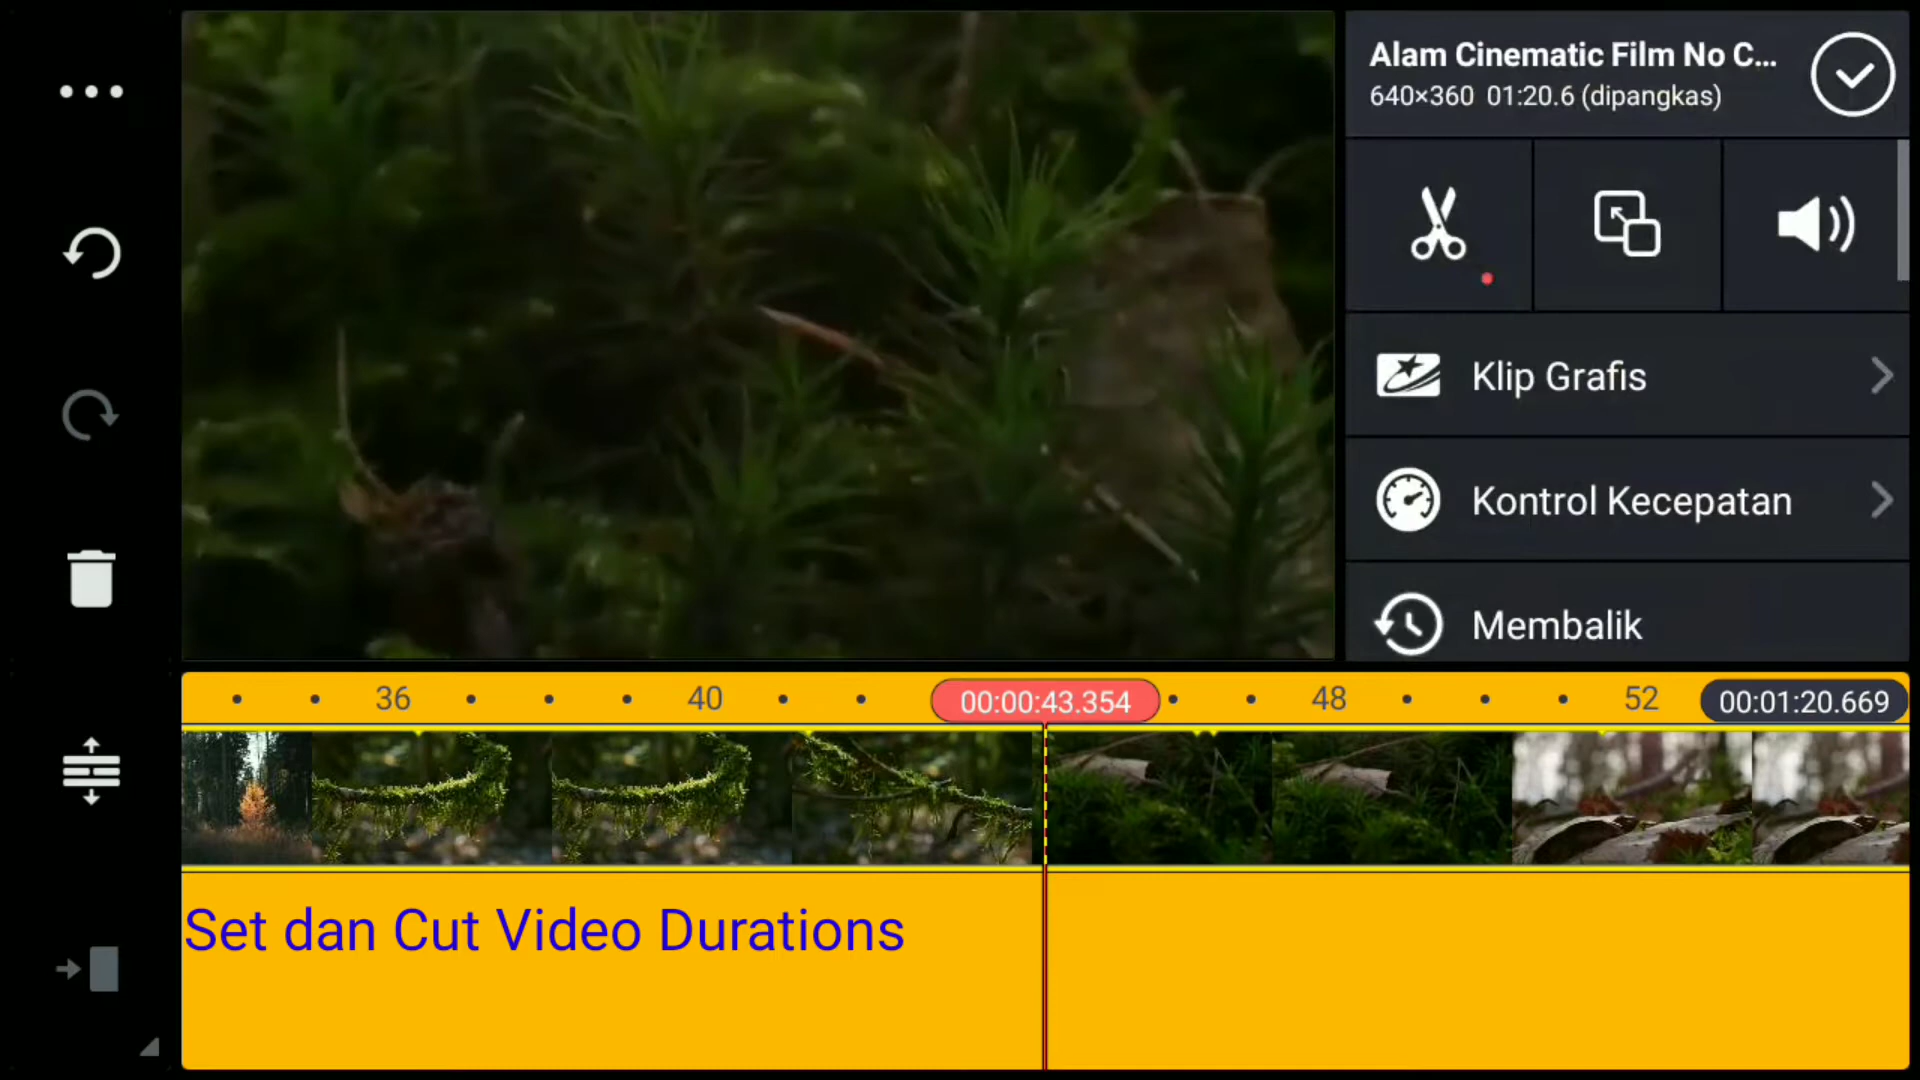 Alam Cinematic Film No C...
640×360 01:20.6 (dipangkas)
Klip Grafis
Kontrol Kecepatan
Membalik
36 40 00:00:43.354 48 52 00:01:20.669
Set dan Cut Video Durations